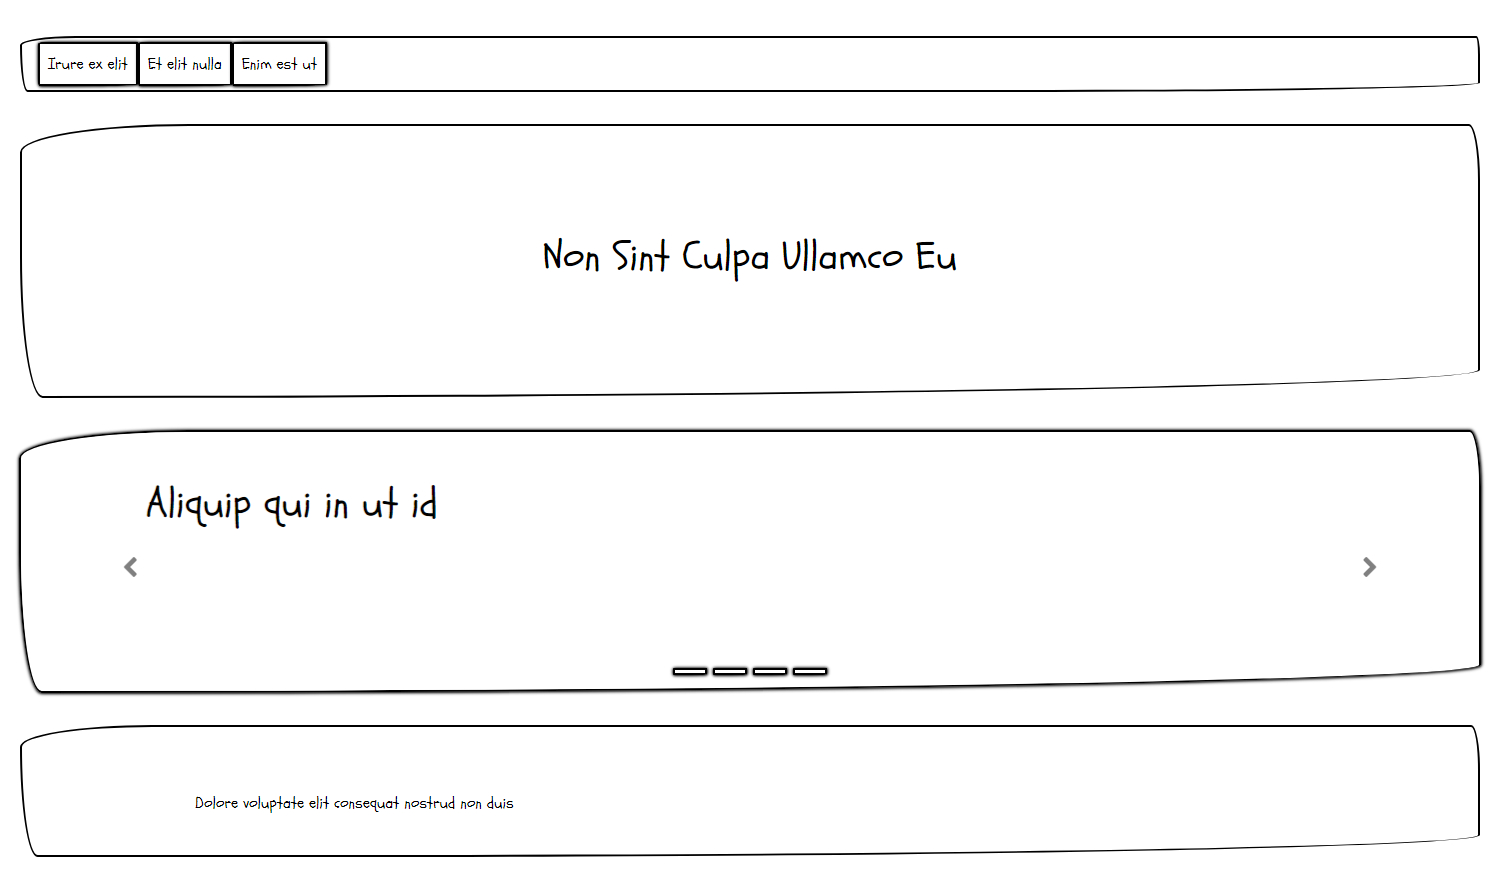 Irure ex elit Et elit nulla Enim est ut
Non Sint Culpa Ullamco Eu
Aliquip qui in ut id
Dolore voluptate elit consequat nostrud non duis